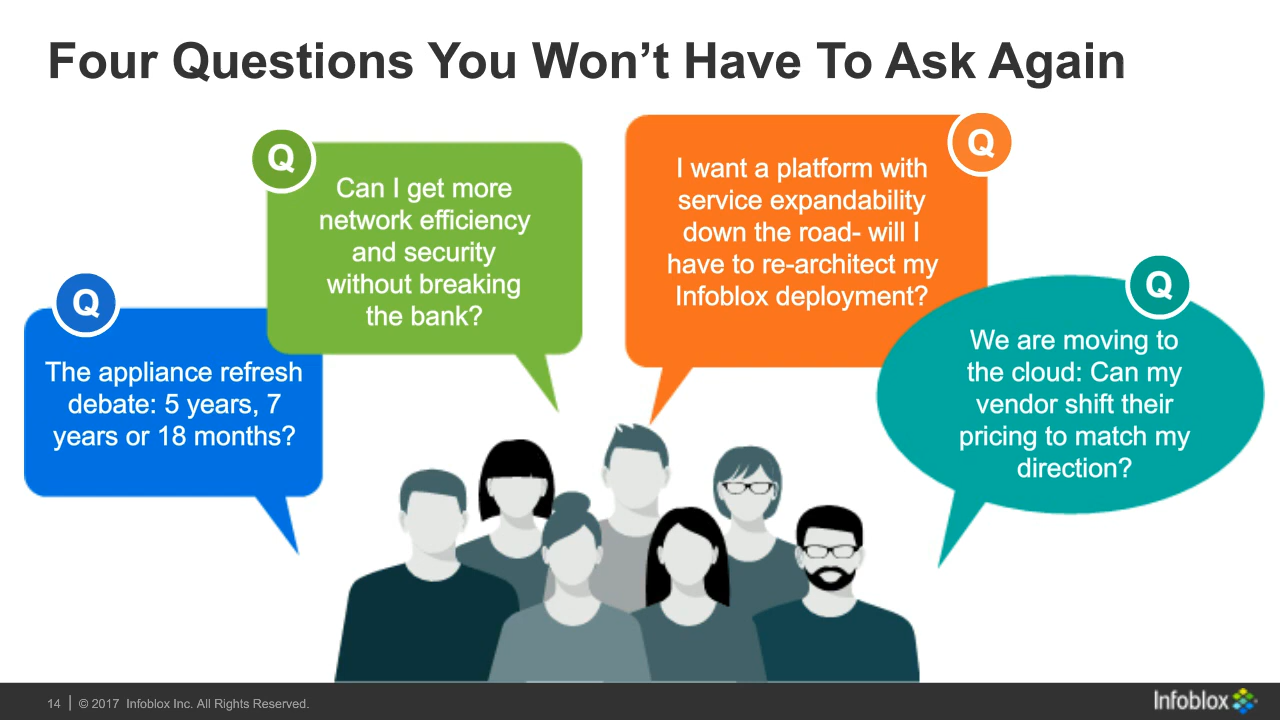 Four Questions You Won’t Have To Ask Again
Q
The appliance refresh
debate: 5 years, 7
years or 18 months?
Q
Can I get more
network efficiency
and security
without breaking
the bank?
Q
I want a platform with
service expandability
down the road- will I
have to re-architect my
Infoblox deployment?
Q
We are moving to
the cloud: Can my
vendor shift their
pricing to match my
direction?
14 | © 2017 Infoblox Inc. All Rights Reserved.
Infoblox